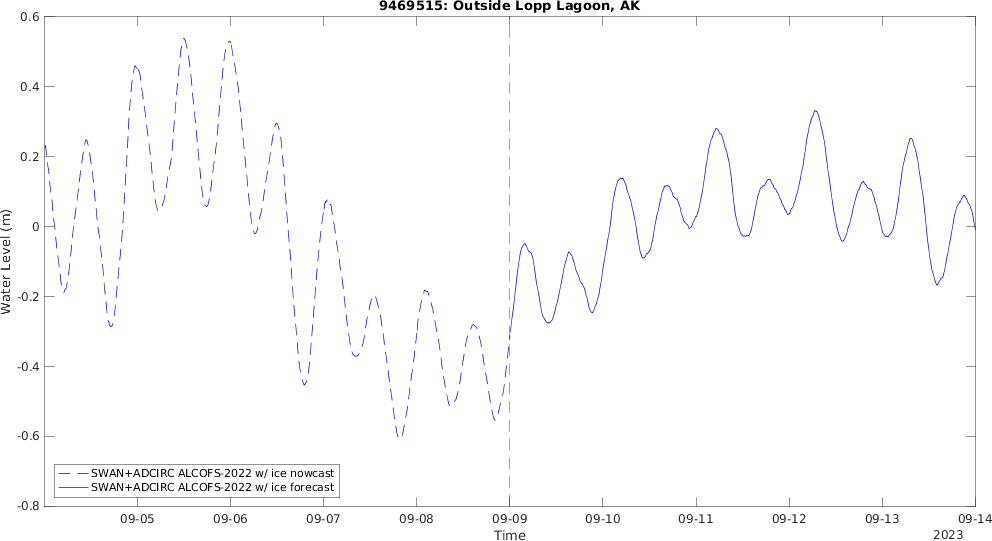 9469515: Outside Lopp Lagoon, AK
0.6
0.4
0.2
0
-0.2
-0.4
-0.6
-0.8
Water Level (m)
SWAN+ADCIRC ALCOFS-2022 w/ ice nowcast
SWAN+ADCIRC ALCOFS-2022 w/ ice forecast
09-05 09-06 09-07 09-08 09-09 09-10 09-11 09-12 09-13 09-14
Time
2023